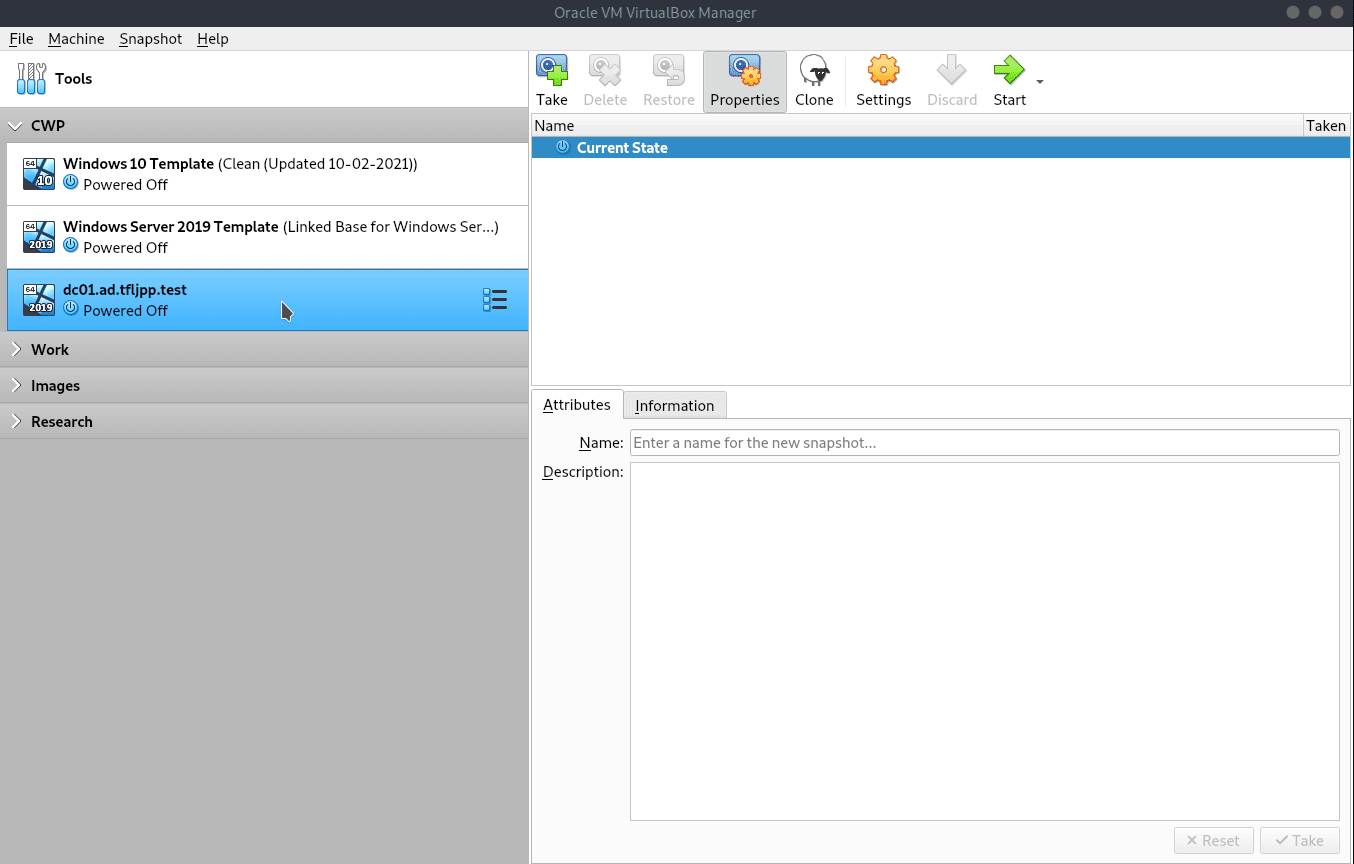 Oracle VM VirtualBox Manager
File Machine Snapshot Help
Tools
CWP
64 10 Windows 10 Template (Clean (Updated 10-02-2021))
Powered Off
64 2019 Windows Server 2019 Template (Linked Base for Windows Ser...)
Powered Off
64 2019 dc01.ad.tfljpp.test
Powered Off
Work
Images
Research
Take Delete Restore Properties Clone Settings Discard Start
Name Taken
Current State
Attributes Information
Name: Enter a name for the new snapshot...
Description:
Reset Take